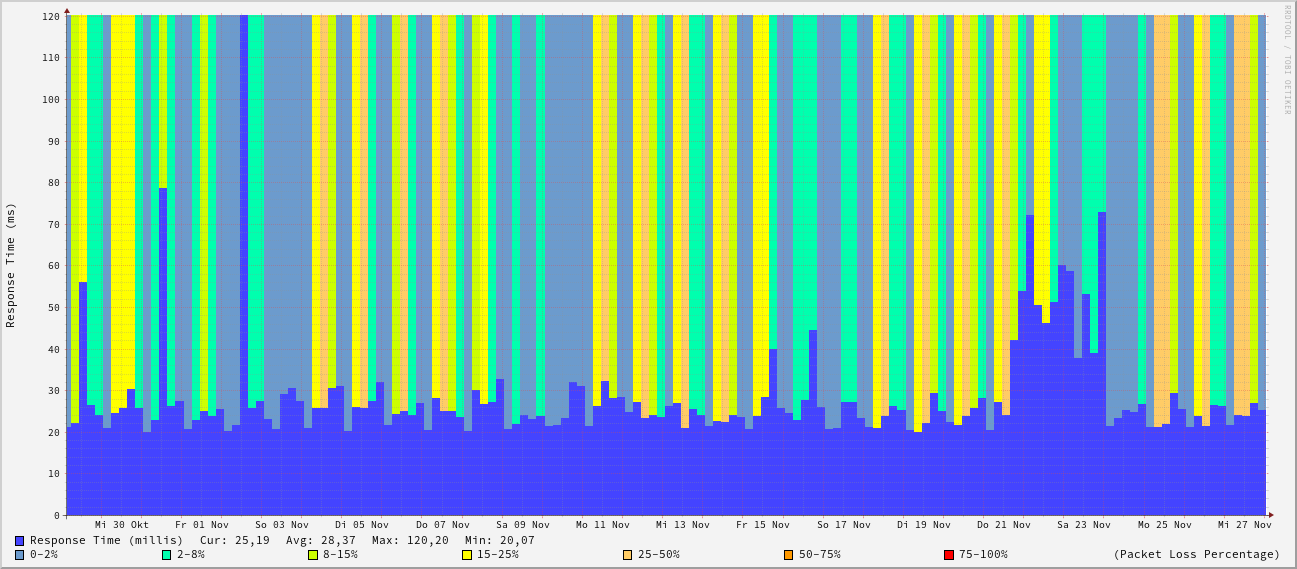 RRDTOOL / TOBI OETIKER
Response Time (ms)
120
110
100
90
80
70
60
50
40
30
20
10
0
Mi 30 Okt Fr 01 Nov So 03 Nov Di 05 Nov Do 07 Nov Sa 09 Nov Mo 11 Nov Mi 13 Nov Fr 15 Nov So 17 Nov Di 19 Nov Do 21 Nov Sa 23 Nov Mo 25 Nov Mi 27 Nov
Response Time (millis) Cur: 25,19 Avg: 28,37 Max: 120,20 Min: 20,07
0-2% 2-8% 8-15% 15-25% 25-50% 50-75% 75-100% (Packet Loss Percentage)